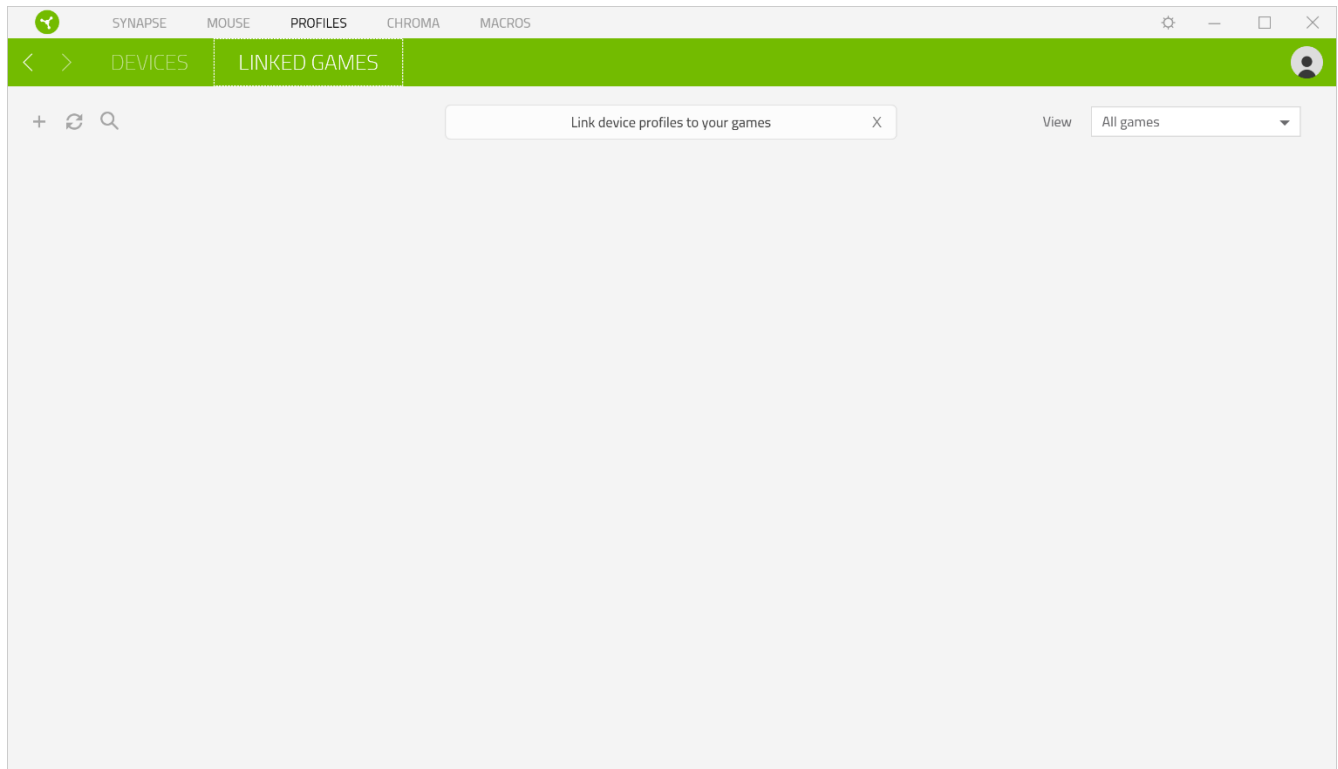 SYNAPSE MOUSE PROFILES CHROMA MACROS
DEVICES LINKED GAMES
Link device profiles to your games X View All games